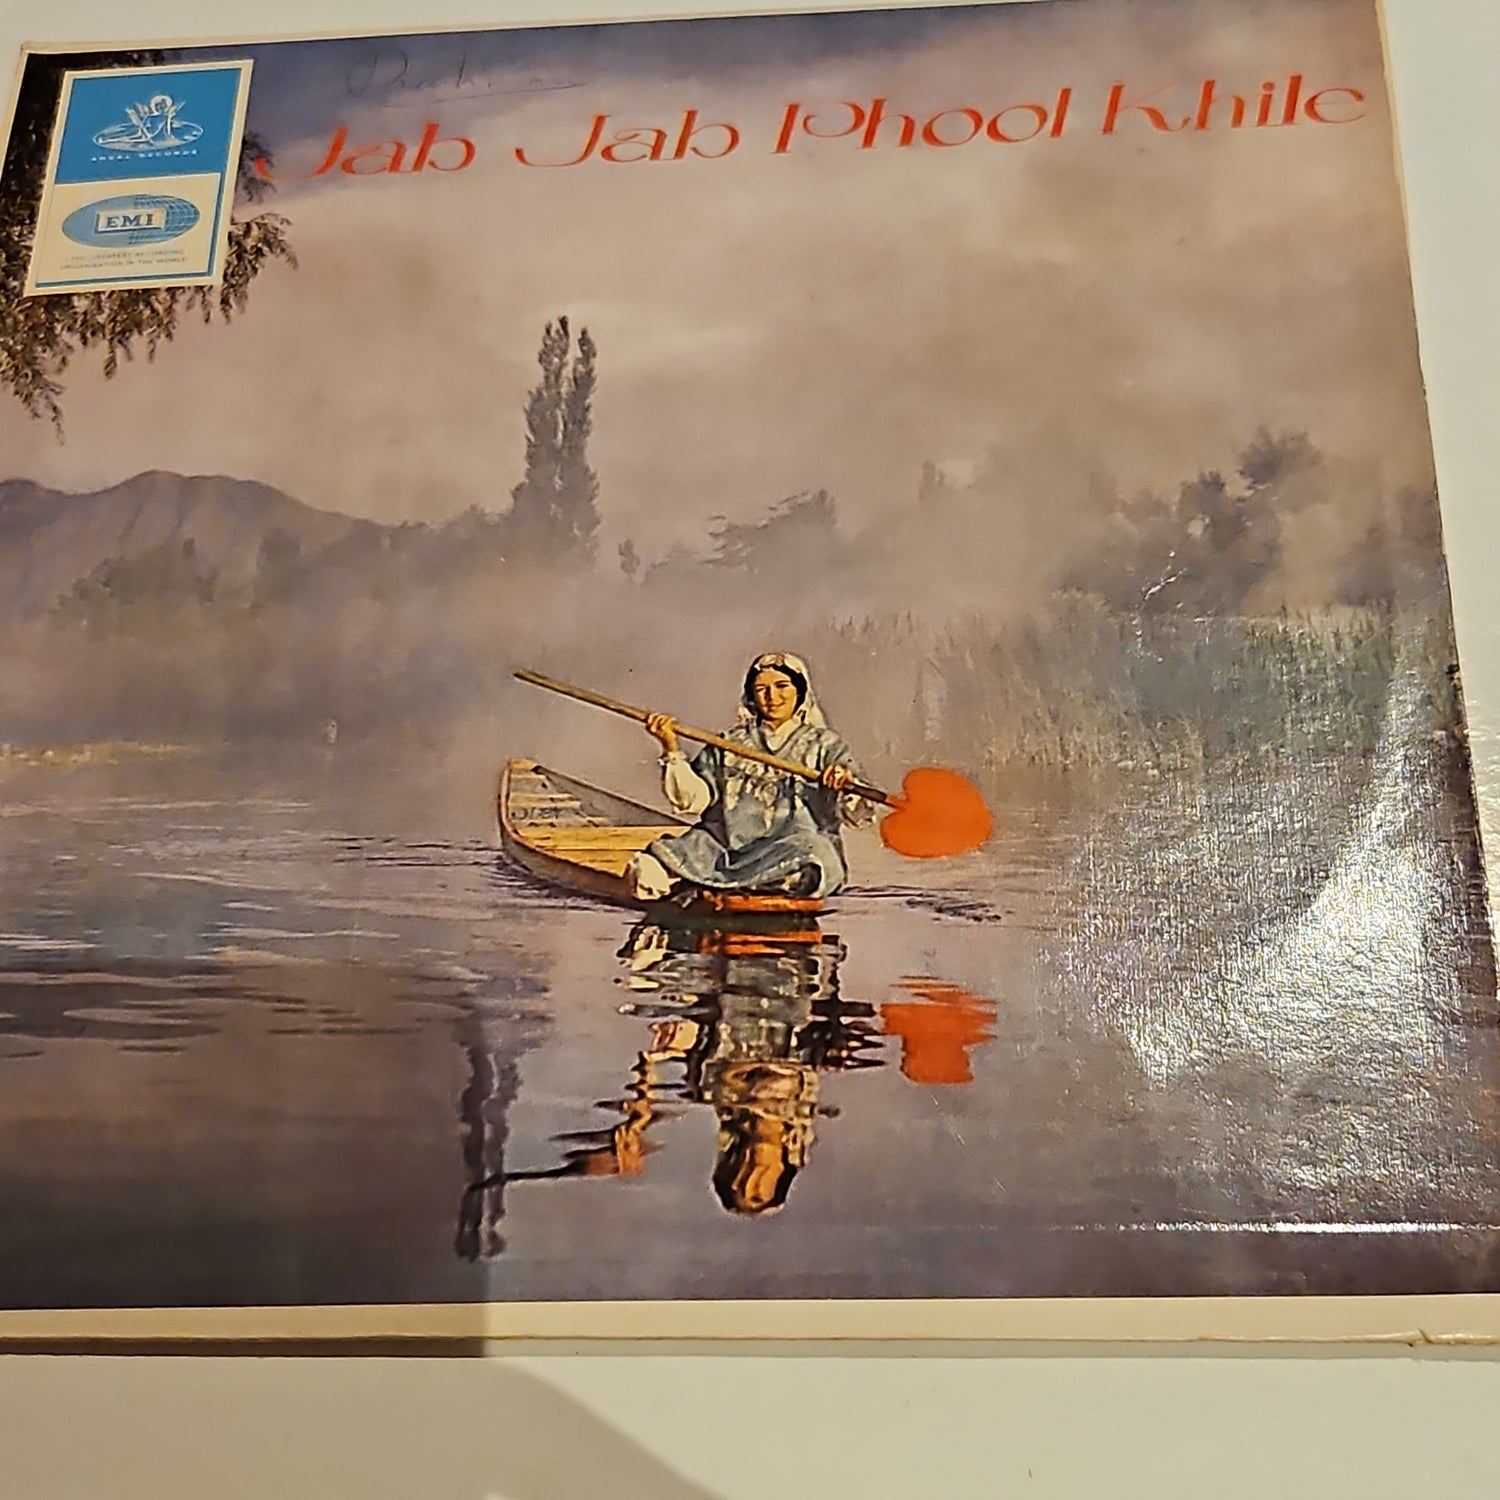 Jab Jab Phool Khile
ANGEL RECORDS
EMI
THE GREATEST RECORDING
ORGANISATION IN THE WORLD